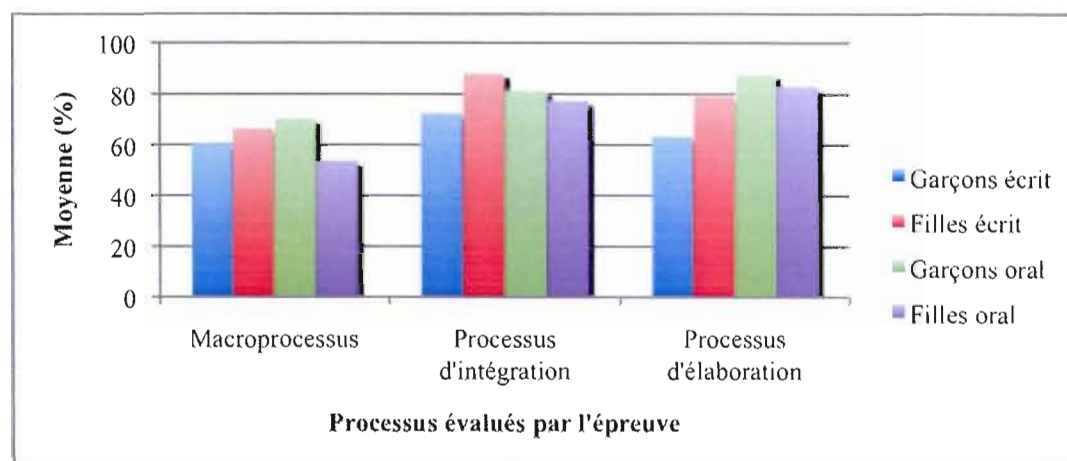 100
80
60
40
20
0
Moyenne (%)
Macroprocessus
Processus
d'intégration
Processus
d'élaboration
Processus évalués par l'épreuve
Garçons écrit
Filles écrit
Garçons oral
Filles oral